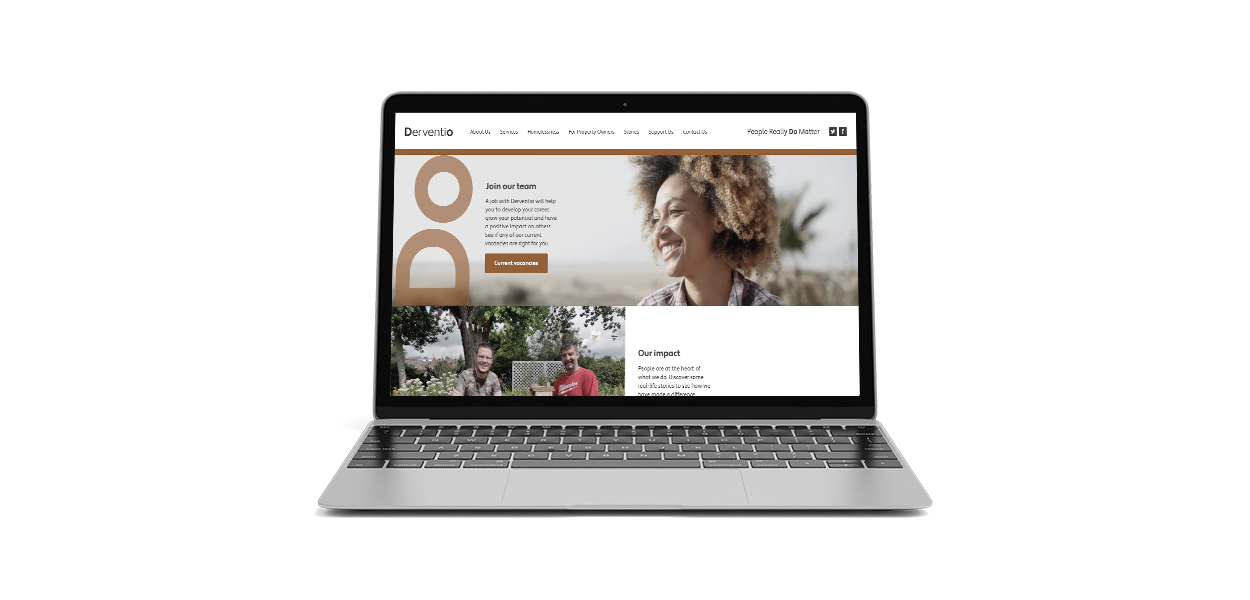 Derventio
About Us Services Homelessness For Property Owners Stories Support Us Contact Us
People Really Do Matter
DO
Join our team
A job with Derventio will help
you to develop your career,
grow your potential and have
a positive impact on others.
See if any of our current
vacancies are right for you
Current vacancies
Our impact
People are at the heart of
what we do. Discover some
real-life stories to see how we
have made a difference